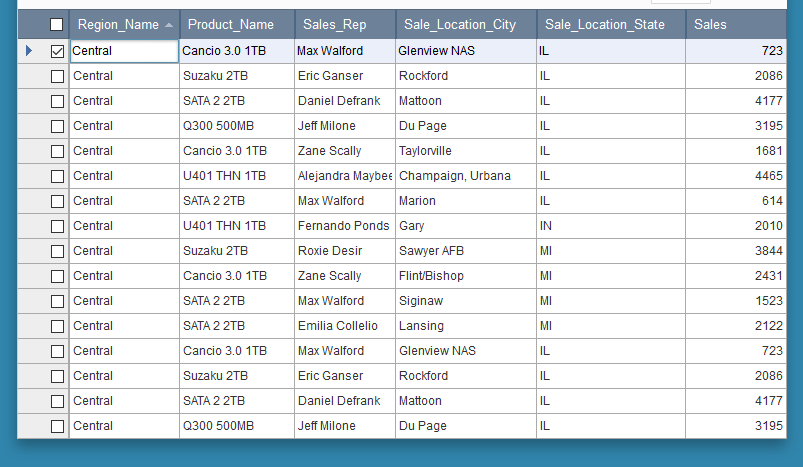 Region_Name Product_Name Sales_Rep Sale_Location_City Sale_Location_State Sales
Central Cancio 3.0 1TB Max Walford Glenview NAS IL 723
Central Suzaku 2TB Eric Ganser Rockford IL 2086
Central SATA 2 2TB Daniel Defrank Mattoon IL 4177
Central Q300 500MB Jeff Milone Du Page IL 3195
Central Cancio 3.0 1TB Zane Scally Taylorville IL 1681
Central U401 THN 1TB Alejandra Maybee Champaign, Urbana IL 4465
Central SATA 2 2TB Max Walford Marion IL 614
Central U401 THN 1TB Fernando Ponds Gary IN 2010
Central Suzaku 2TB Roxie Desir Sawyer AFB MI 3844
Central Cancio 3.0 1TB Zane Scally Flint/Bishop MI 2431
Central SATA 2 2TB Max Walford Siginaw MI 1523
Central SATA 2 2TB Emilia Collelio Lansing MI 2122
Central Cancio 3.0 1TB Max Walford Glenview NAS IL 723
Central Suzaku 2TB Eric Ganser Rockford IL 2086
Central SATA 2 2TB Daniel Defrank Mattoon IL 4177
Central Q300 500MB Jeff Milone Du Page IL 3195